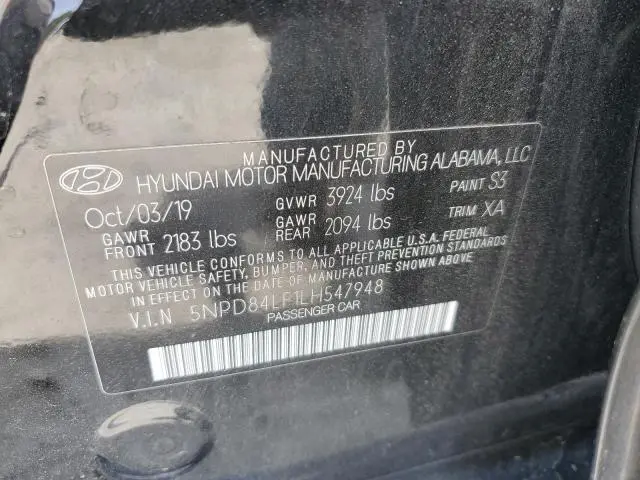 MANUFACTURED BY
HYUNDAI MOTOR MANUFACTURING ALABAMA, LLC
Oct/03/19 GVWR 3924 lbs PAINT S3
GAWR FRONT 2183 lbs GAWR REAR 2094 lbs TRIM XA
THIS VEHICLE CONFORMS TO ALL APPLICABLE U.S.A. FEDERAL
MOTOR VEHICLE SAFETY, BUMPER, AND THEFT PREVENTION
STANDARDS IN EFFECT ON THE DATE OF MANUFACTURE SHOWN ABOVE.
V.I.N 5NPD84LF1LH547948
PASSENGER CAR